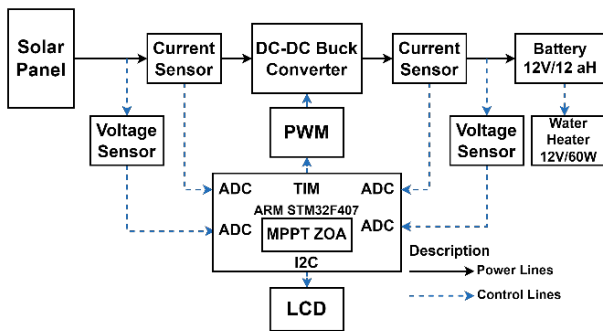 Solar
Panel
Current
Sensor
DC-DC Buck
Converter
Current
Sensor
Battery
12V/12 aH
Voltage
Sensor
PWM
Voltage
Sensor
Water
Heater
12V/60W
ADC
TIM
ADC
ARM STM32F407
ADC
MPPT ZOA
ADC
I2C
LCD
Description
Power Lines
Control Lines